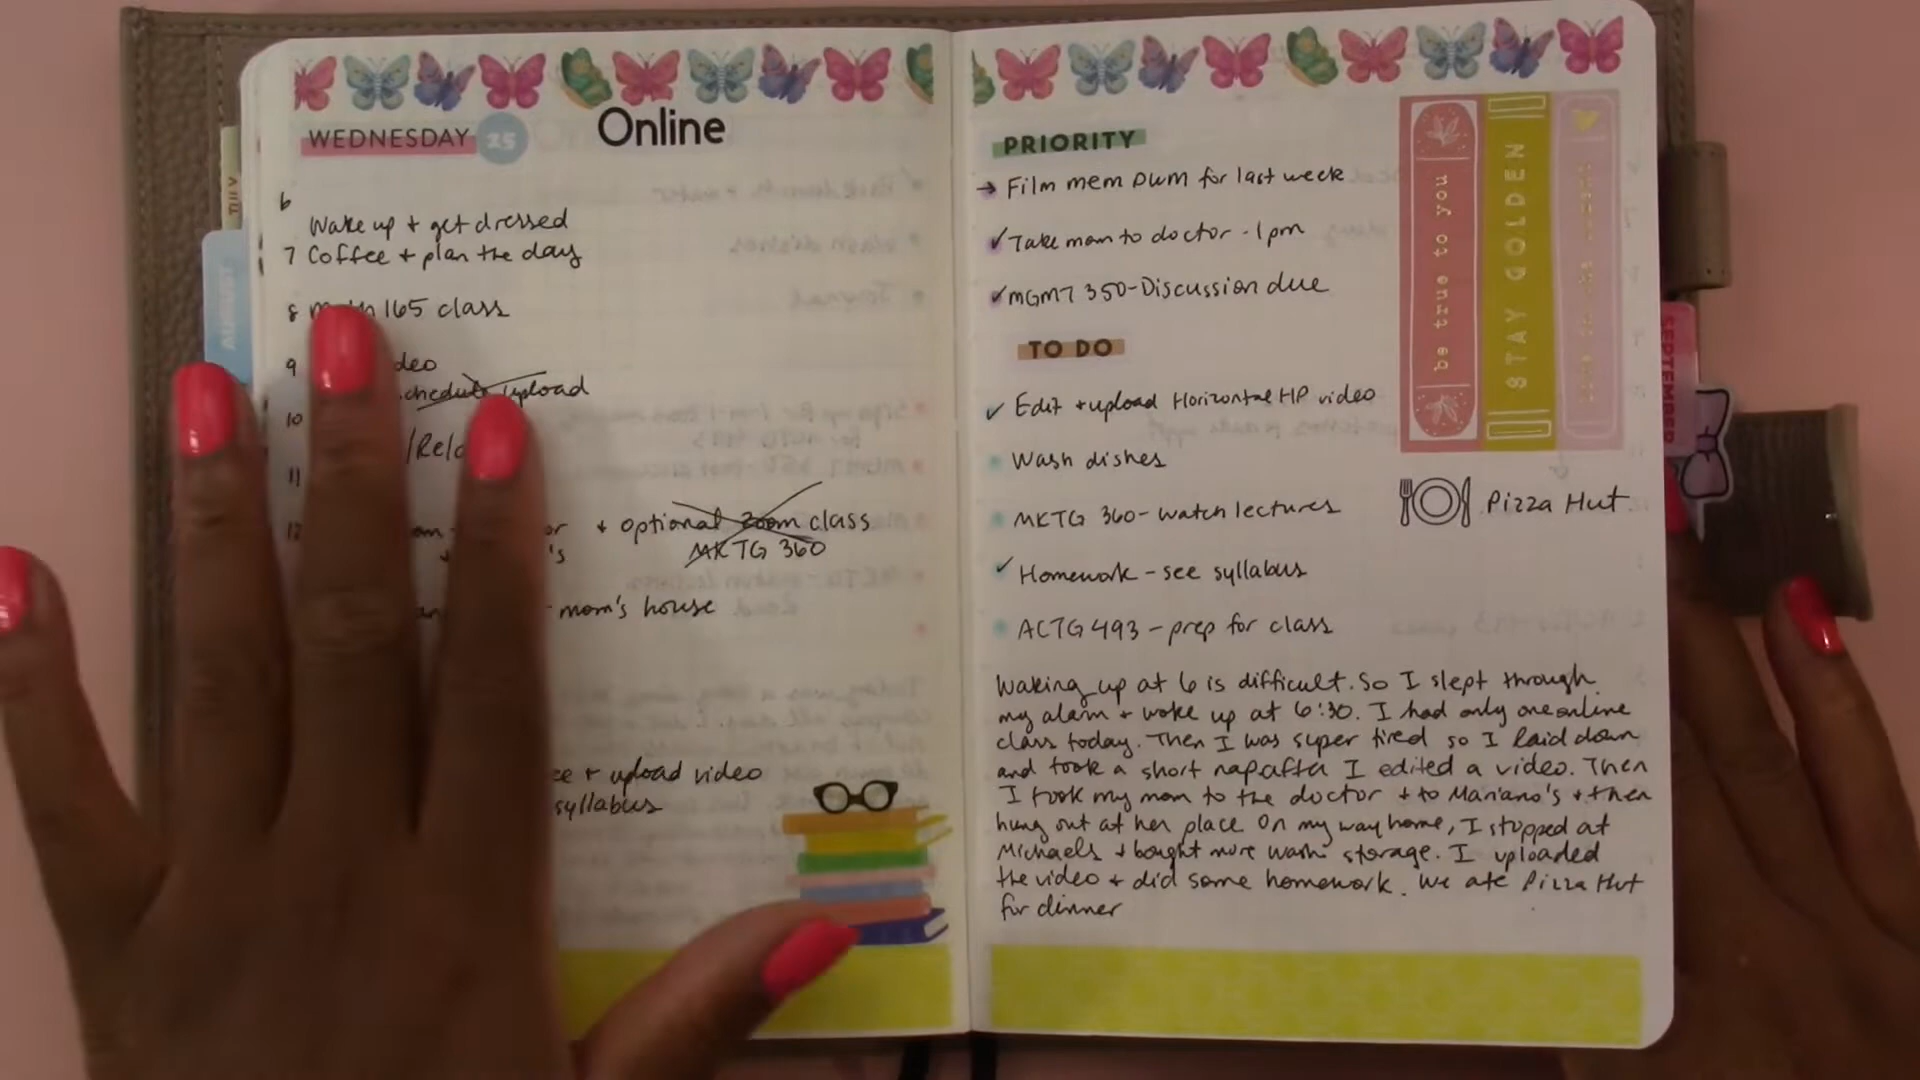 WEDNESDAY 25
Online
6
Wake up + get dressed
7 Coffee + plan the day
8 165 class
9
upload
10
11
12 + optional Zoom class
MKTG 360
mom's house
+ upload video
syllabus
AUGUST
PRIORITY
→ Film mem DWM for last week
✓ Take mom to doctor - 1pm
✓ MGMT 350-Discussion due
TO DO
✓ Edit + upload Horizontal HP video
Wash dishes
MKTG 360-watch lectures
✓ Homework - see syllabus
ACTG 493 - prep for class
be true to you
STAY GOLDEN
Pizza Hut
SEPTEMBER
Waking up at 6 is difficult. So I slept through
my alarm + woke up at 6:30. I had only one online
class today. Then I was super tired so I laid down
and took a short nap after I edited a video. Then
I took my mom to the doctor + to Mariano's + then
hung out at her place. On my way home, I stopped at
Michaels + bought more washi storage. I uploaded
the video + did some homework. We ate Pizza Hut
for dinner